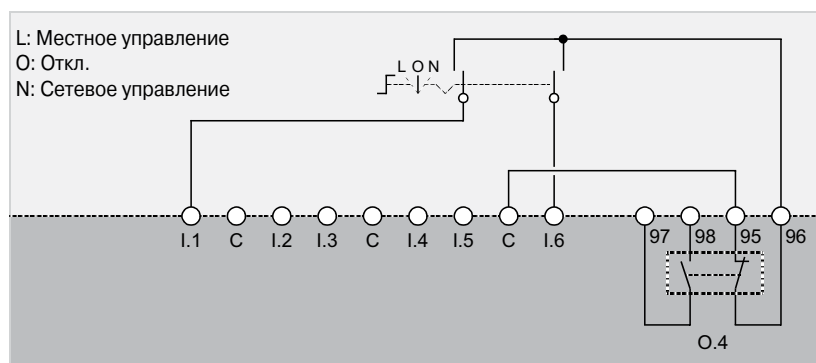 L: Местное управление
O: Откл.
N: Сетевое управление
L O N
I.1 C I.2 I.3 C I.4 I.5 C I.6 97 98 95 96
O.4